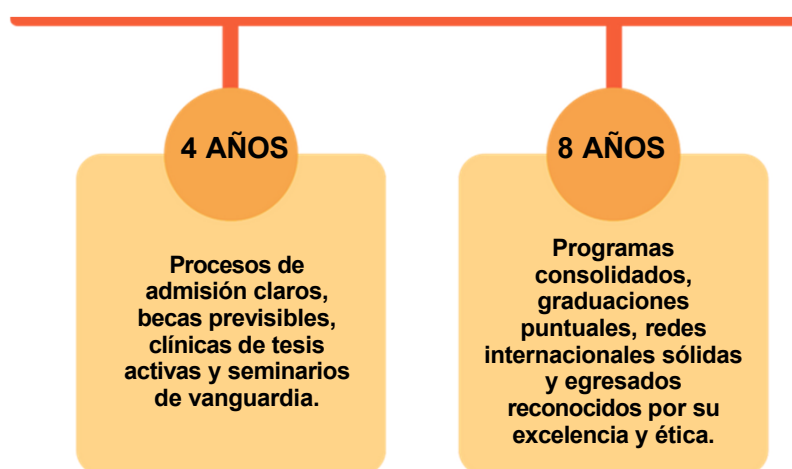 4 AÑOS
Procesos de
admisión claros,
becas previsibles,
clínicas de tesis
activas y seminarios
de vanguardia.
8 AÑOS
Programas
consolidados,
graduaciones
puntuales, redes
internacionales sólidas
y egresados
reconocidos por su
excelencia y ética.